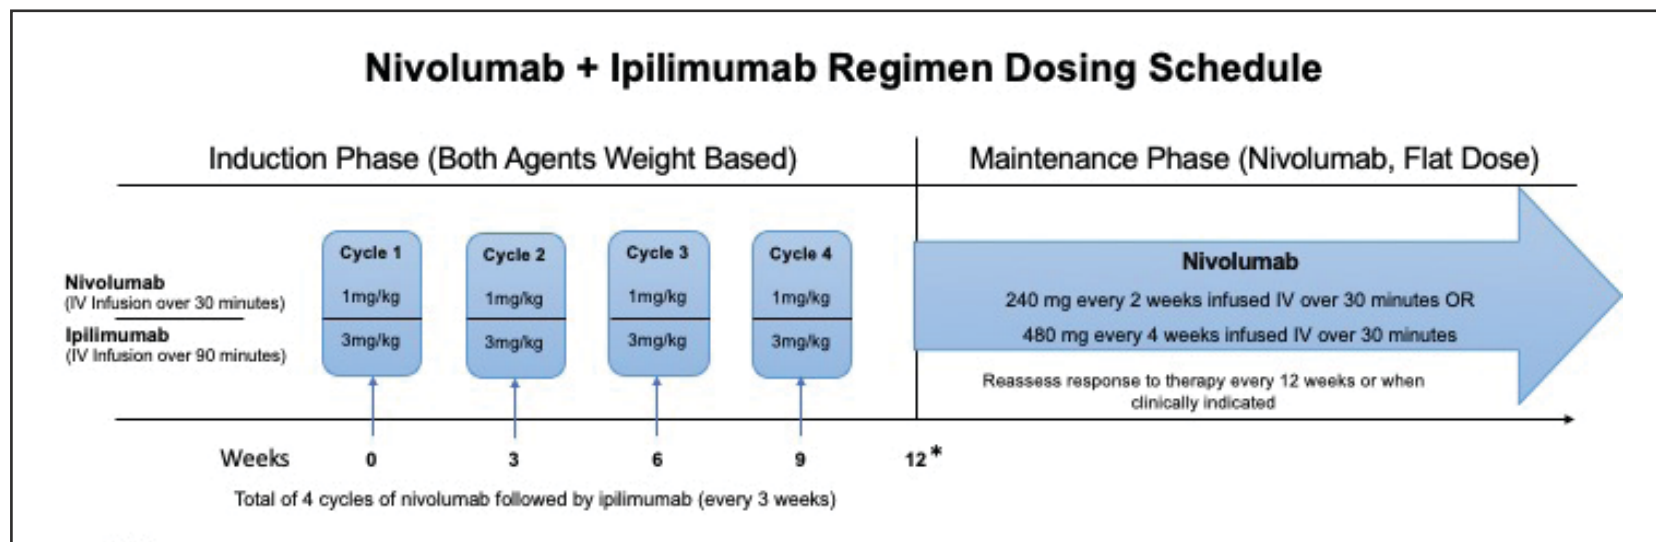 Nivolumab + Ipilimumab Regimen Dosing Schedule
Induction Phase (Both Agents Weight Based)
Maintenance Phase (Nivolumab, Flat Dose)
Nivolumab
(IV Infusion over 30 minutes)
Ipilimumab
(IV Infusion over 90 minutes)
Cycle 1
1mg/kg
3mg/kg
Cycle 2
1mg/kg
3mg/kg
Cycle 3
1mg/kg
3mg/kg
Cycle 4
1mg/kg
3mg/kg
Nivolumab
240 mg every 2 weeks infused IV over 30 minutes OR
480 mg every 4 weeks infused IV over 30 minutes
Reassess response to therapy every 12 weeks or when
clinically indicated
Weeks 0 3 6 9 12*
Total of 4 cycles of nivolumab followed by ipilimumab (every 3 weeks)